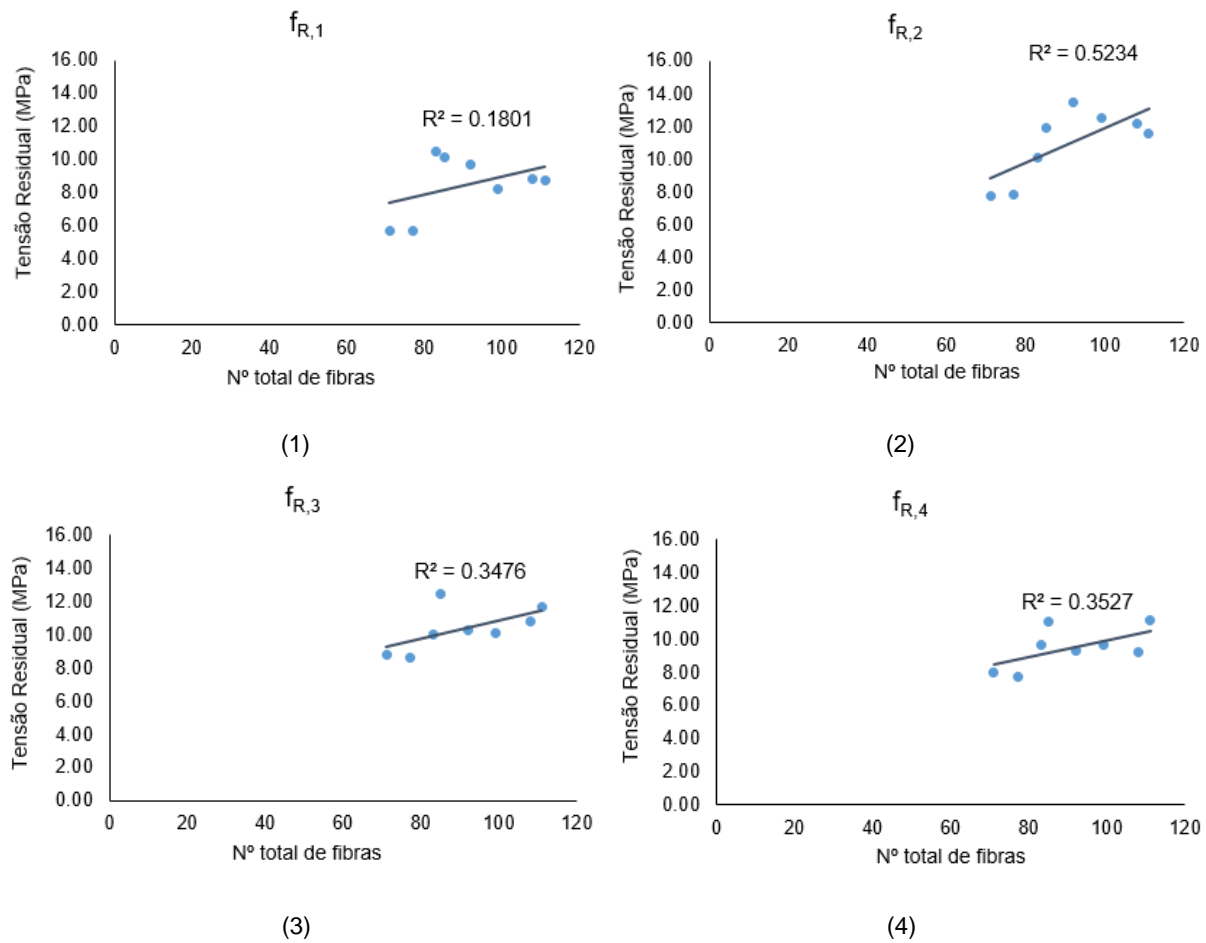 f_R,1
R² = 0.1801
Tensão Residual (MPa)
16.00
14.00
12.00
10.00
8.00
6.00
4.00
2.00
0.00
0 20 40 60 80 100 120
Nº total de fibras
(1)
f_R,2
R² = 0.5234
Tensão Residual (MPa)
16.00
14.00
12.00
10.00
8.00
6.00
4.00
2.00
0.00
0 20 40 60 80 100 120
Nº total de fibras
(2)
f_R,3
R² = 0.3476
Tensão Residual (MPa)
16.00
14.00
12.00
10.00
8.00
6.00
4.00
2.00
0.00
0 20 40 60 80 100 120
Nº total de fibras
(3)
f_R,4
R² = 0.3527
Tensão Residual (MPa)
16.00
14.00
12.00
10.00
8.00
6.00
4.00
2.00
0.00
0 20 40 60 80 100 120
Nº total de fibras
(4)